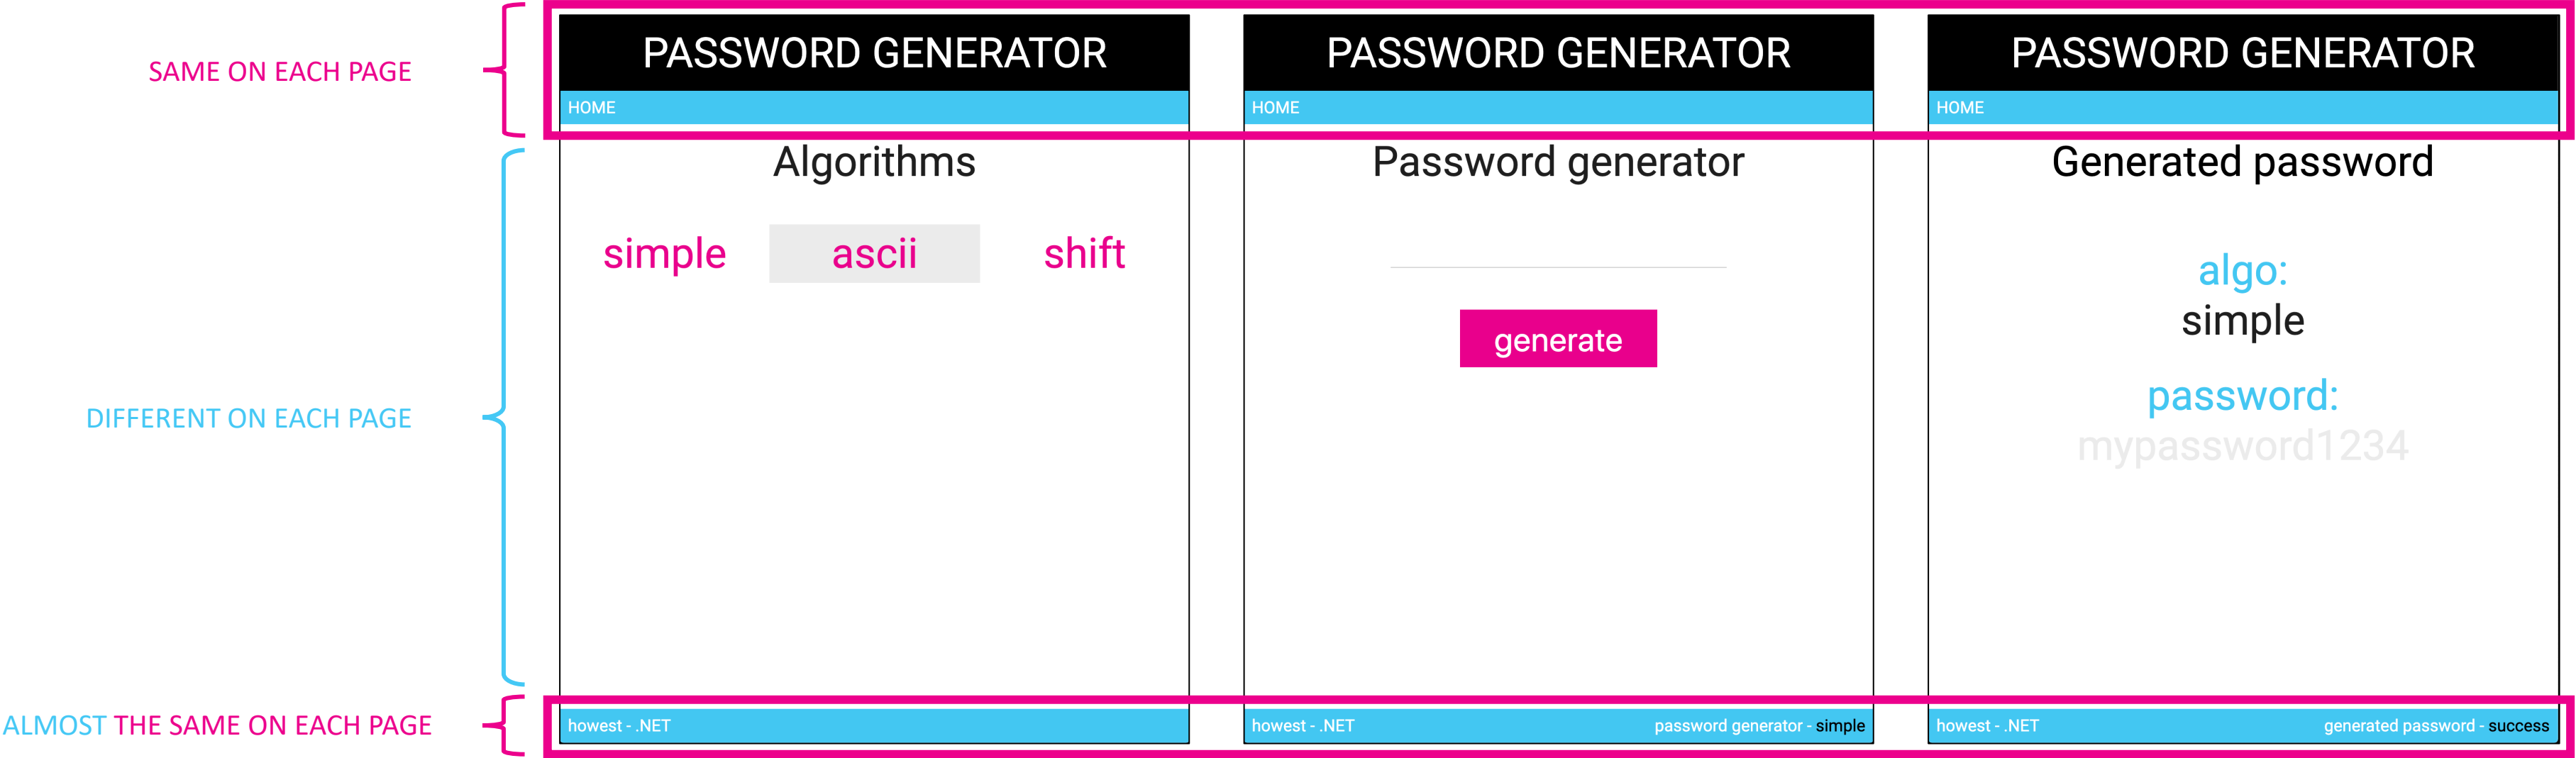 SAME ON EACH PAGE
DIFFERENT ON EACH PAGE
ALMOST THE SAME ON EACH PAGE
PASSWORD GENERATOR
HOME
Algorithms
simple ascii shift
howest - .NET
PASSWORD GENERATOR
HOME
Password generator
generate
howest - .NET password generator - simple
PASSWORD GENERATOR
HOME
Generated password
algo:
simple
password:
mypassword1234
howest - .NET generated password - success